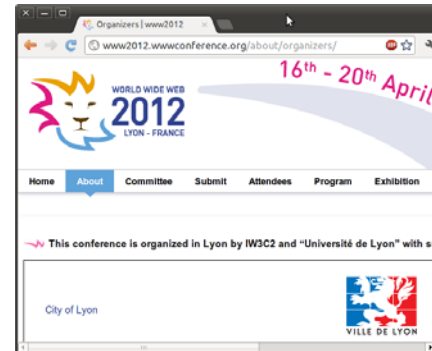 Organizers | www2012
www2012.wwwconference.org/about/organizers/
16th - 20th April
WORLD WIDE WEB
2012
LYON - FRANCE
Home About Committee Submit Attendees Program Exhibition
This conference is organized in Lyon by IW3C2 and “Université de Lyon” with s
City of Lyon
VILLE DE LYON